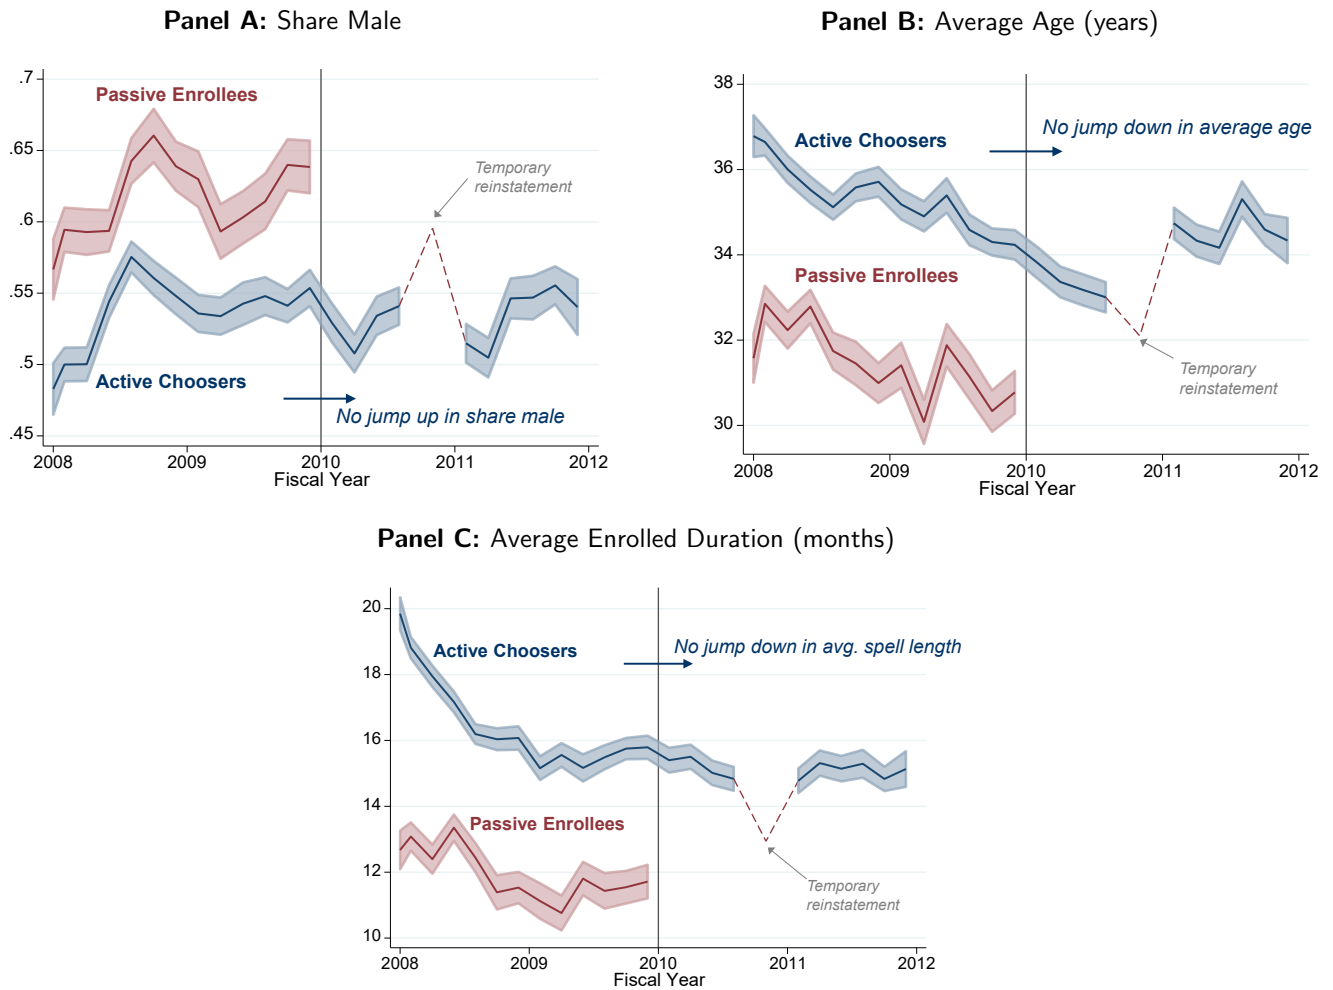 Panel A: Share Male
.7
.65
.6
.55
.5
.45
Passive Enrollees
Active Choosers
Temporary
reinstatement
No jump up in share male
2008
2009
2010
2011
2012
Fiscal Year
Panel B: Average Age (years)
38
36
34
32
30
Active Choosers
No jump down in average age
Passive Enrollees
Temporary
reinstatement
2008
2009
2010
2011
2012
Fiscal Year
Panel C: Average Enrolled Duration (months)
20
18
16
14
12
10
Active Choosers
No jump down in avg. spell length
Passive Enrollees
Temporary
reinstatement
2008
2009
2010
2011
2012
Fiscal Year